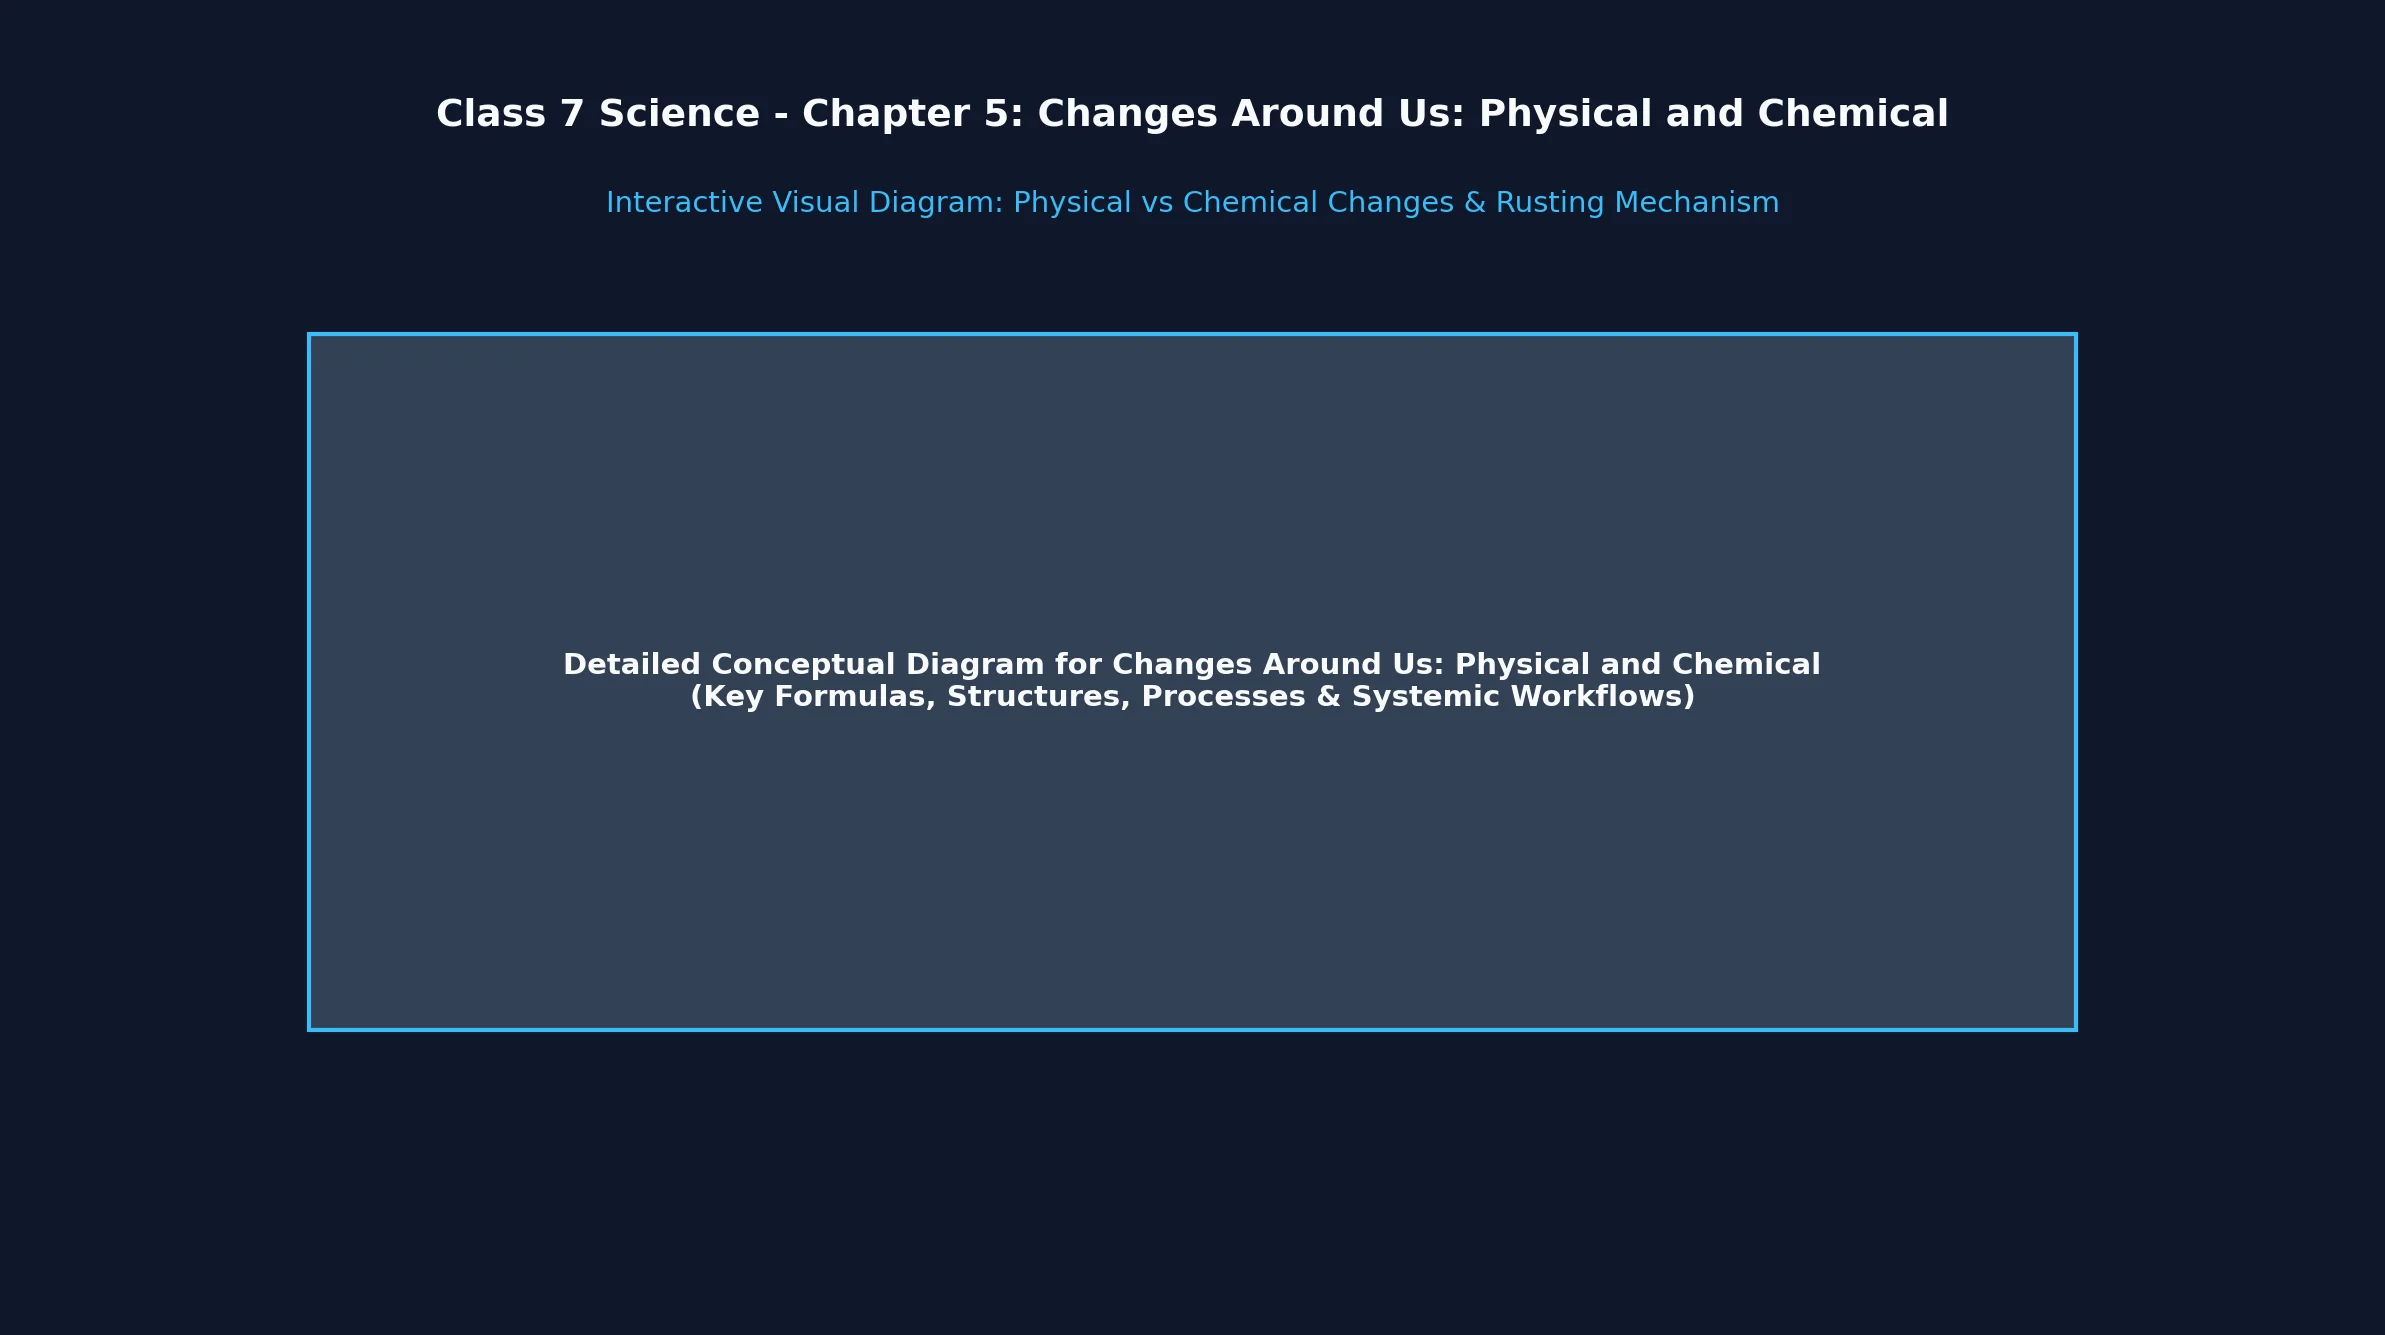 Class 7 Science - Chapter 5: Changes Around Us: Physical and Chemical
Interactive Visual Diagram: Physical vs Chemical Changes & Rusting Mechanism
Detailed Conceptual Diagram for Changes Around Us: Physical and Chemical
(Key Formulas, Structures, Processes & Systemic Workflows)